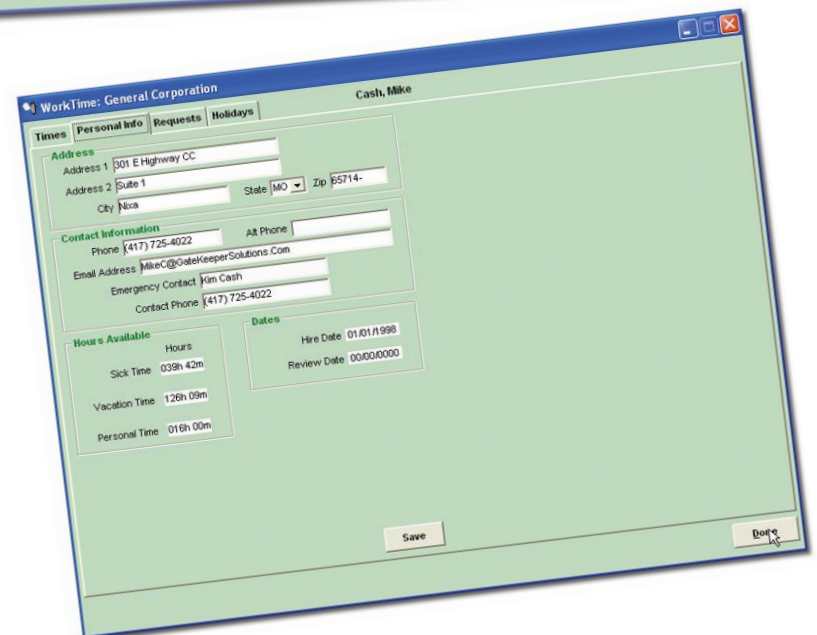 WorkTime: General Corporation
Times Personal Info Requests Holidays Cash, Mike
Address
Address 1 301 E Highway CC
Address 2 Suite 1
City Nixa State MO Zip 65714-
Contact Information
Phone (417) 725-4022 Alt Phone
Email Address MikeC@GateKeeperSolutions.Com
Emergency Contact Kim Cash
Contact Phone (417) 725-4022
Hours Available
Hours
Sick Time 039h 42m
Vacation Time 126h 09m
Personal Time 016h 00m
Dates
Hire Date 01/01/1998
Review Date 00/00/0000
Save
Done